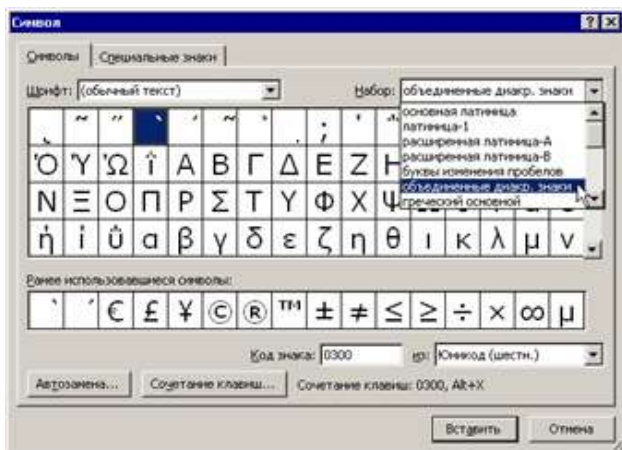 Символ
Символы Специальные знаки
Шрифт: (обычный текст) Набор: объединенные диакр. знаки
основная латиница
латиница-1
расширенная латиница-A
расширенная латиница-B
буквы изменения пробелов
объединенные диакр. знаки
греческий основной
Ό Ύ Ώ ΐ Α Β Γ Δ Ε Ζ Η
Ν Ξ Ο Π Ρ Σ Τ Υ Φ Χ Ψ
ή ί ΰ α β γ δ ε ζ η θ ι κ λ μ ν
Ранее использовавшиеся символы:
̀ ́ € £ ¥ © ® ™ ± ≠ ≤ ≥ ÷ × ∞ µ
Код знака: 0300 из: Юникод (шестн.)
Автозамена... Сочетание клавиш... Сочетание клавиш: 0300, Alt+X
Вставить Отмена